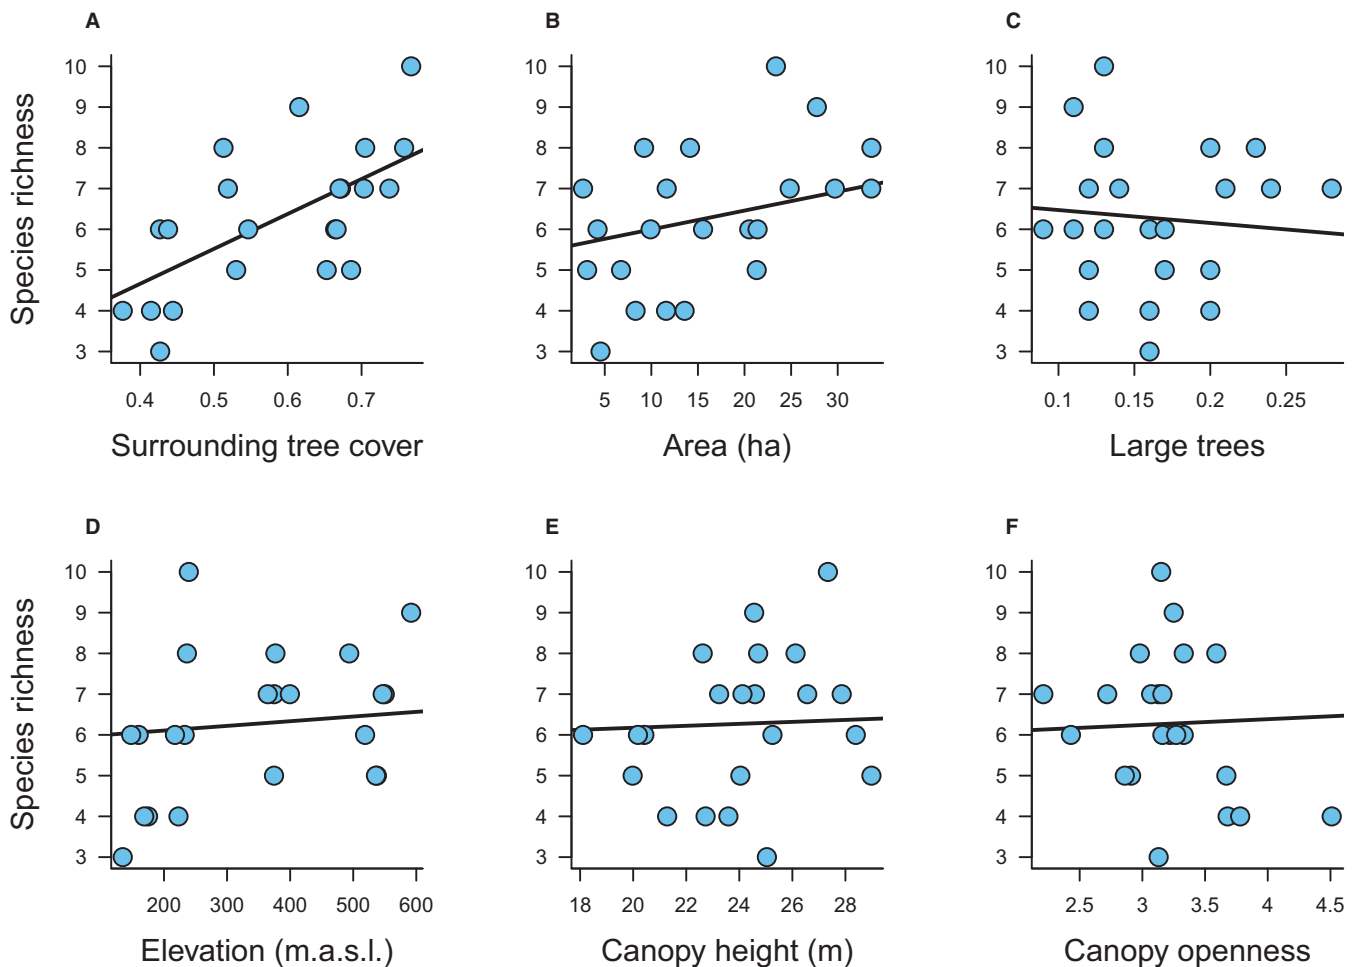 A B C
Species richness
10 10 10
9 9 9
8 8 8
7 7 7
6 6 6
5 5 5
4 4 4
3 3 3
0.4 0.5 0.6 0.7 5 10 15 20 25 30 0.1 0.15 0.2 0.25
Surrounding tree cover Area (ha) Large trees
D E F
Species richness
10 10 10
9 9 9
8 8 8
7 7 7
6 6 6
5 5 5
4 4 4
3 3 3
200 300 400 500 600 18 20 22 24 26 28 2.5 3 3.5 4 4.5
Elevation (m.a.s.l.) Canopy height (m) Canopy openness